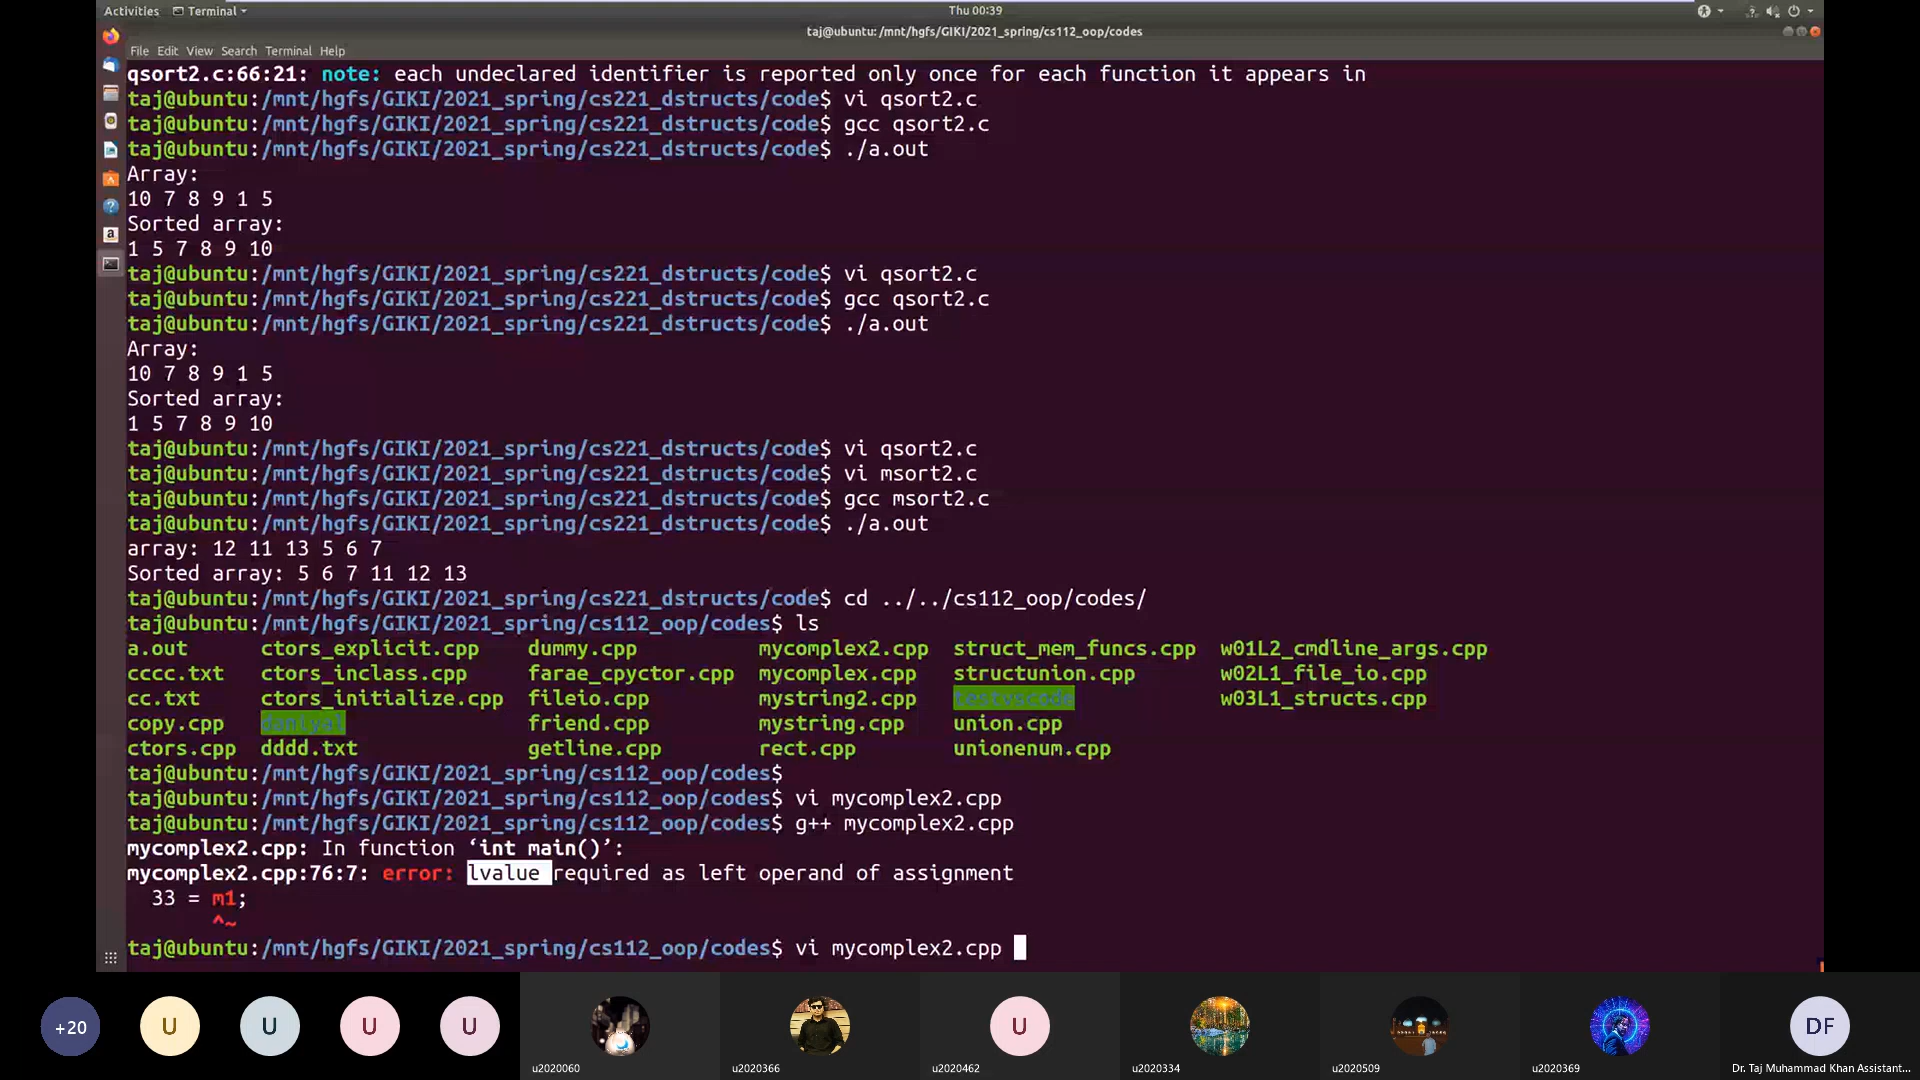 Activities Terminal Thu 00:39
taj@ubuntu: /mnt/hgfs/GIKI/2021_spring/cs112_oop/codes
File Edit View Search Terminal Help
qsort2.c:66:21: note: each undeclared identifier is reported only once for each function it appears in
taj@ubuntu:/mnt/hgfs/GIKI/2021_spring/cs221_dstructs/code$ vi qsort2.c
taj@ubuntu:/mnt/hgfs/GIKI/2021_spring/cs221_dstructs/code$ gcc qsort2.c
taj@ubuntu:/mnt/hgfs/GIKI/2021_spring/cs221_dstructs/code$ ./a.out
Array:
10 7 8 9 1 5
Sorted array:
1 5 7 8 9 10
taj@ubuntu:/mnt/hgfs/GIKI/2021_spring/cs221_dstructs/code$ vi qsort2.c
taj@ubuntu:/mnt/hgfs/GIKI/2021_spring/cs221_dstructs/code$ gcc qsort2.c
taj@ubuntu:/mnt/hgfs/GIKI/2021_spring/cs221_dstructs/code$ ./a.out
Array:
10 7 8 9 1 5
Sorted array:
1 5 7 8 9 10
taj@ubuntu:/mnt/hgfs/GIKI/2021_spring/cs221_dstructs/code$ vi qsort2.c
taj@ubuntu:/mnt/hgfs/GIKI/2021_spring/cs221_dstructs/code$ vi msort2.c
taj@ubuntu:/mnt/hgfs/GIKI/2021_spring/cs221_dstructs/code$ gcc msort2.c
taj@ubuntu:/mnt/hgfs/GIKI/2021_spring/cs221_dstructs/code$ ./a.out
array: 12 11 13 5 6 7
Sorted array: 5 6 7 11 12 13
taj@ubuntu:/mnt/hgfs/GIKI/2021_spring/cs221_dstructs/code$ cd ../../cs112_oop/codes/
taj@ubuntu:/mnt/hgfs/GIKI/2021_spring/cs112_oop/codes$ ls
a.out ctors_explicit.cpp dummy.cpp mycomplex2.cpp struct_mem_funcs.cpp w01L2_cmdline_args.cpp
cccc.txt ctors_inclass.cpp farae_cpyctor.cpp mycomplex.cpp structunion.cpp w02L1_file_io.cpp
cc.txt ctors_initialize.cpp fileio.cpp mystring2.cpp testvscode w03L1_structs.cpp
copy.cpp daniyal friend.cpp mystring.cpp union.cpp
ctors.cpp dddd.txt getline.cpp rect.cpp unionenum.cpp
taj@ubuntu:/mnt/hgfs/GIKI/2021_spring/cs112_oop/codes$
taj@ubuntu:/mnt/hgfs/GIKI/2021_spring/cs112_oop/codes$ vi mycomplex2.cpp
taj@ubuntu:/mnt/hgfs/GIKI/2021_spring/cs112_oop/codes$ g++ mycomplex2.cpp
mycomplex2.cpp: In function ‘int main()’:
mycomplex2.cpp:76:7: error: lvalue required as left operand of assignment
33 = m1;
^~
taj@ubuntu:/mnt/hgfs/GIKI/2021_spring/cs112_oop/codes$ vi mycomplex2.cpp
+20 U U U U U DF
u2020060 u2020366 u2020462 u2020334 u2020509 u2020369 Dr. Taj Muhammad Khan Assistant...